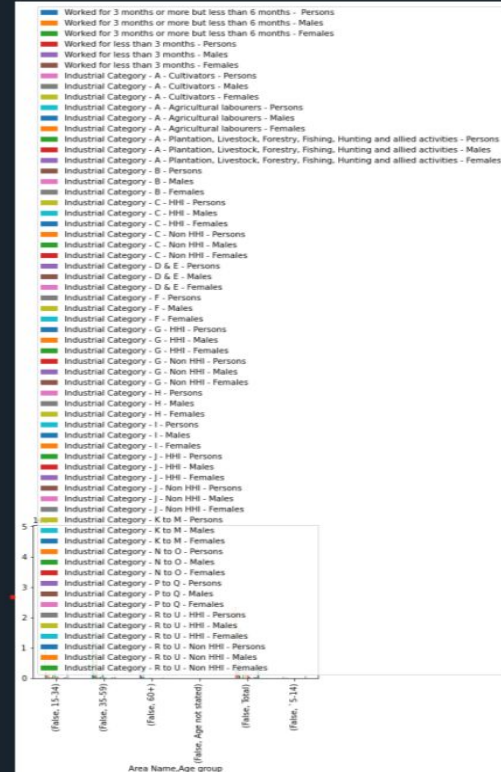 Worked for 3 months or more but less than 6 months - Persons
Worked for 3 months or more but less than 6 months - Males
Worked for 3 months or more but less than 6 months - Females
Worked for less than 3 months - Persons
Worked for less than 3 months - Males
Worked for less than 3 months - Females
Industrial Category - A - Cultivators - Persons
Industrial Category - A - Cultivators - Males
Industrial Category - A - Cultivators - Females
Industrial Category - A - Agricultural labourers - Persons
Industrial Category - A - Agricultural labourers - Males
Industrial Category - A - Agricultural labourers - Females
Industrial Category - A - Plantation, Livestock, Forestry, Fishing, Hunting and allied activities - Persons
Industrial Category - A - Plantation, Livestock, Forestry, Fishing, Hunting and allied activities - Males
Industrial Category - A - Plantation, Livestock, Forestry, Fishing, Hunting and allied activities - Females
Industrial Category - B - Persons
Industrial Category - B - Males
Industrial Category - B - Females
Industrial Category - C - HHI - Persons
Industrial Category - C - HHI - Males
Industrial Category - C - HHI - Females
Industrial Category - C - Non HHI - Persons
Industrial Category - C - Non HHI - Males
Industrial Category - C - Non HHI - Females
Industrial Category - D & E - Persons
Industrial Category - D & E - Males
Industrial Category - D & E - Females
Industrial Category - F - Persons
Industrial Category - F - Males
Industrial Category - F - Females
Industrial Category - G - HHI - Persons
Industrial Category - G - HHI - Males
Industrial Category - G - HHI - Females
Industrial Category - G - Non HHI - Persons
Industrial Category - G - Non HHI - Males
Industrial Category - G - Non HHI - Females
Industrial Category - H - Persons
Industrial Category - H - Males
Industrial Category - H - Females
Industrial Category - I - Persons
Industrial Category - I - Males
Industrial Category - I - Females
Industrial Category - J - HHI - Persons
Industrial Category - J - HHI - Males
Industrial Category - J - HHI - Females
Industrial Category - J - Non HHI - Persons
Industrial Category - J - Non HHI - Males
Industrial Category - J - Non HHI - Females
Industrial Category - K to M - Persons
Industrial Category - K to M - Males
Industrial Category - K to M - Females
Industrial Category - N to O - Persons
Industrial Category - N to O - Males
Industrial Category - N to O - Females
Industrial Category - P to Q - Persons
Industrial Category - P to Q - Males
Industrial Category - P to Q - Females
Industrial Category - R to U - HHI - Persons
Industrial Category - R to U - HHI - Males
Industrial Category - R to U - HHI - Females
Industrial Category - R to U - Non HHI - Persons
Industrial Category - R to U - Non HHI - Males
Industrial Category - R to U - Non HHI - Females
5
4
3
2
1
0
(False, 15-34)
(False, 35-59)
(False, 60+)
(False, Age not stated)
(False, Total)
(False, `5-14)
Area Name,Age group